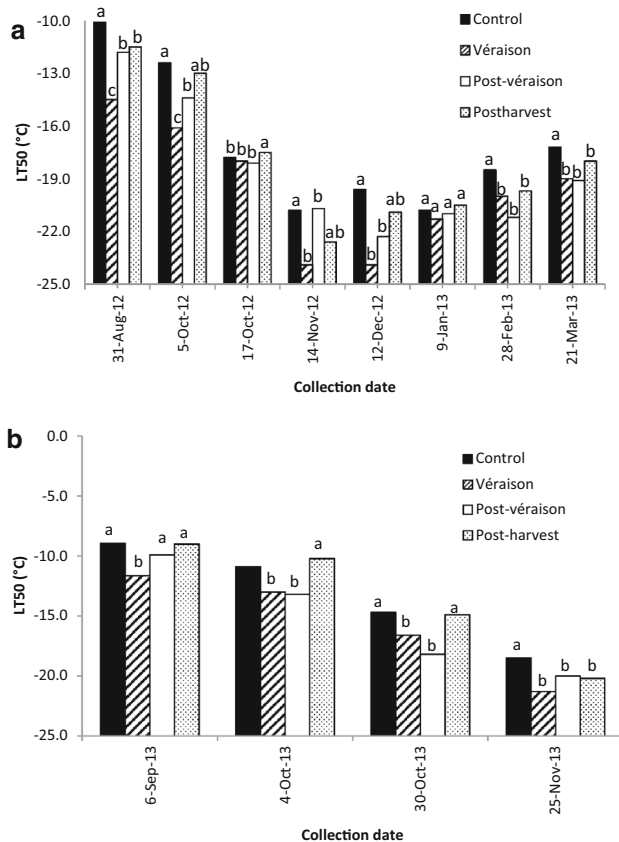 a
-10.0
-13.0
-16.0
-19.0
-22.0
-25.0
LT50 (°C)
Control
Véraison
Post-véraison
Postharvest
a c b b
a c b ab
b b b a
a b b ab
a b b ab
a a a a
a b b b
a b b b
31-Aug-12
5-Oct-12
17-Oct-12
14-Nov-12
12-Dec-12
9-Jan-13
28-Feb-13
21-Mar-13
Collection date
b
0.0
-5.0
-10.0
-15.0
-20.0
-25.0
LT50 (°C)
Control
Véraison
Post-véraison
Post-harvest
a b a a
b b a
a b b a
a b b b
6-Sep-13
4-Oct-13
30-Oct-13
25-Nov-13
Collection date